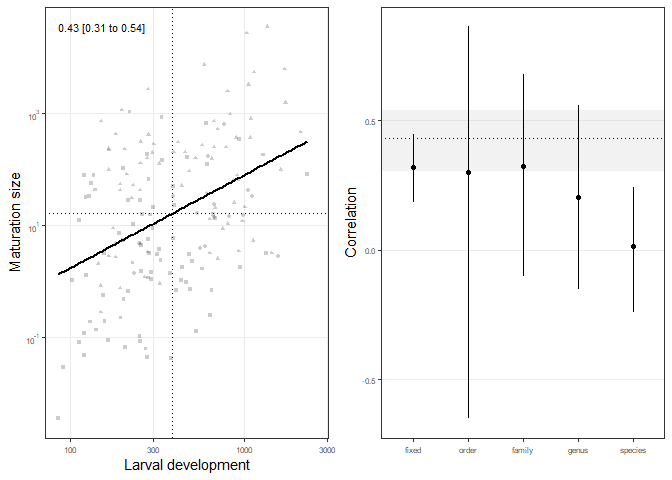 0.43 [0.31 to 0.54]
Maturation size
10³
10¹
10⁻¹
100
300
1000
3000
Larval development
Correlation
0.5
0.0
-0.5
fixed
order
family
genus
species